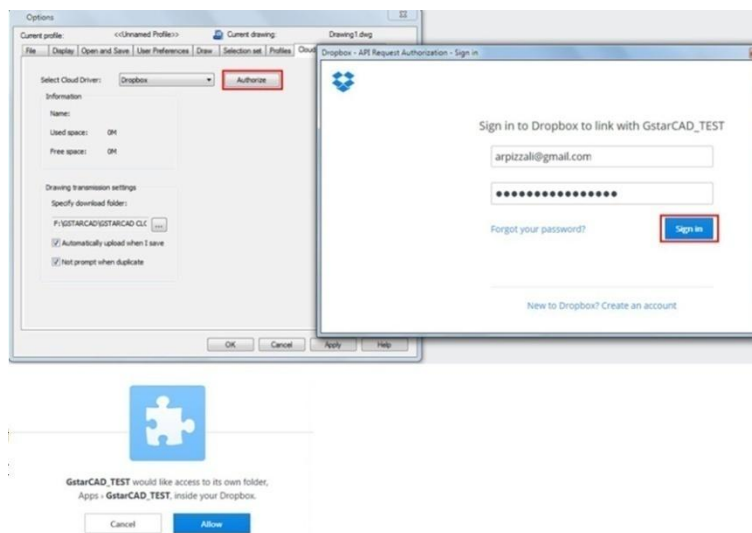 Options
Current profile: <<Unnamed Profile>> Current drawing: Drawing1.dwg
File Display Open and Save User Preferences Draw Selection set Profiles Cloud
Select Cloud Driver: Dropbox Authorize
Information
Name:
Used space: 0M
Free space: 0M
Drawing transmission settings
Specify download folder:
F:\GSTARCAD\GSTARCAD CLC ...
Automatically upload when I save
Not prompt when duplicate
OK Cancel Apply Help
Dropbox - API Request Authorization - Sign in
Sign in to Dropbox to link with GstarCAD_TEST
arpizzali@gmail.com
Forgot your password? Sign in
New to Dropbox? Create an account
GstarCAD_TEST would like access to its own folder,
Apps › GstarCAD_TEST, inside your Dropbox.
Cancel Allow